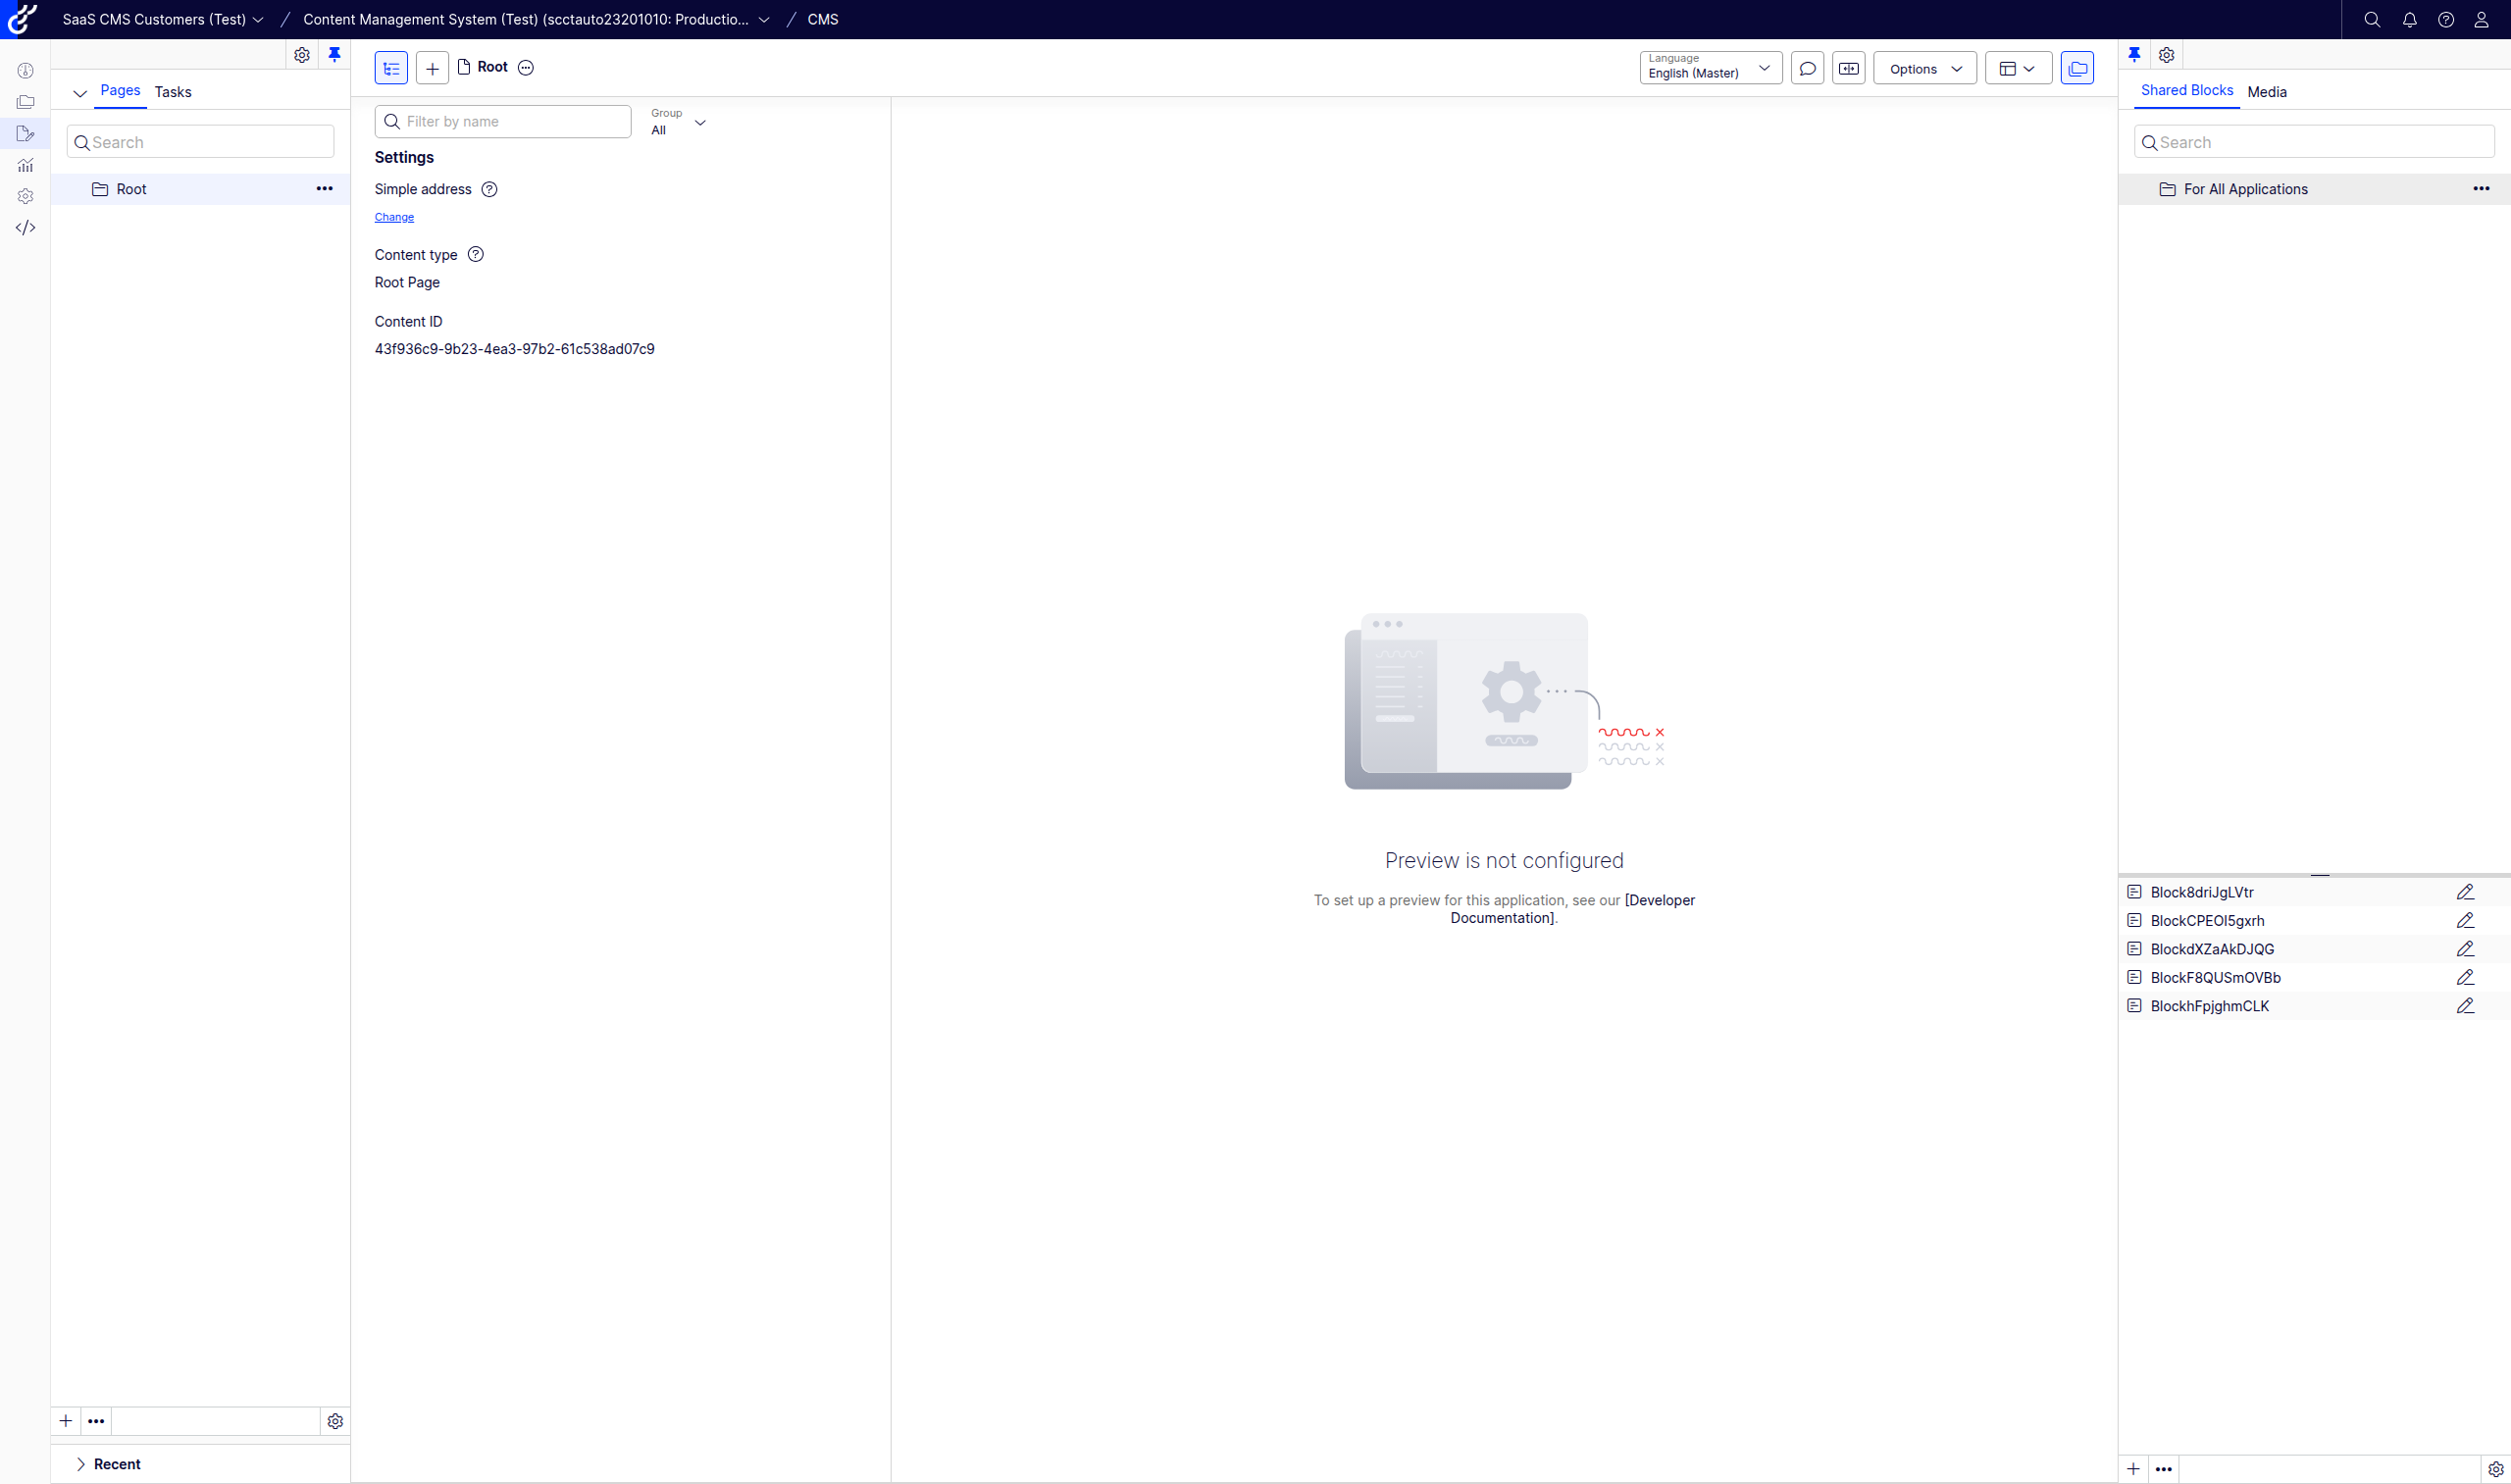 SaaS CMS Customers (Test) / Content Management System (Test) (scctauto23201010: Productio... / CMS
Pages Tasks
Search
Root
Recent
Root
Language
English (Master)
Options
Filter by name
Group
All
Settings
Simple address
Change
Content type
Root Page
Content ID
43f936c9-9b23-4ea3-97b2-61c538ad07c9
Preview is not configured
To set up a preview for this application, see our [Developer
Documentation].
Shared Blocks Media
Search
For All Applications
Block8driJgLVtr
BlockCPEOI5gxrh
BlockdXZaAkDJQG
BlockF8QUSmOVBb
BlockhFpjghmCLK